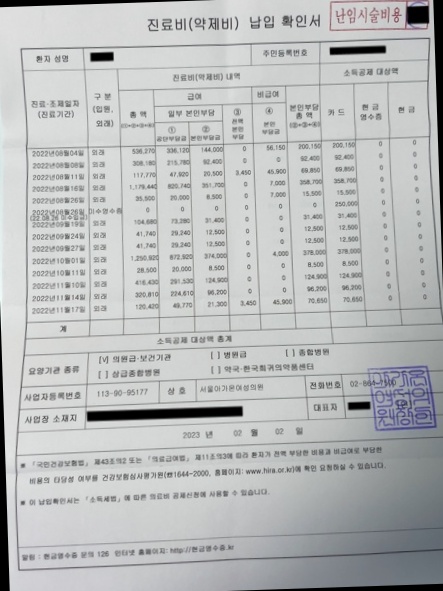 진료비(약제비) 납입 확인서
난임시술비용
환자 성명 주민등록번호
진료비(약제비) 내역 소득공제 대상액
진료·조제일자 (진료기간) 구 분 (입원, 외래) 총 액 급여 비급여 본인부담 총액 카 드 현 금 영수증 현 금
일부 본인부담 ③ 전액 본인 부담 ④ 본인 부담금
① 공단부담금 ② 본인부담금
2022년08월04일 외래 536,270 336,120 144,000 0 56,150 200,150 200,150 0 0
2022년08월08일 외래 308,180 215,780 92,400 0 0 92,400 92,400 0 0
2022년08월11일 외래 117,770 47,920 20,500 3,450 45,900 69,850 69,850 0 0
2022년08월16일 외래 1,179,440 820,740 351,700 0 7,000 358,700 358,700 0 0
2022년08월26일 외래 35,500 20,000 8,500 0 7,000 15,500 15,500 0 0
2022년08월26일 미수영수증 0 0 0 0 0 0 250,000 0 0
(22.08.26 미수입금)
2022년09월19일 외래 104,680 73,280 31,400 0 0 31,400 31,400 0 0
2022년09월24일 외래 41,740 29,240 12,500 0 0 12,500 12,500 0 0
2022년09월27일 외래 41,740 29,240 12,500 0 0 12,500 12,500 0 0
2022년10월01일 외래 1,250,920 872,920 374,000 0 4,000 378,000 378,000 0 0
2022년10월11일 외래 28,500 20,000 8,500 0 0 8,500 8,500 0 0
2022년11월11일 외래 416,430 291,530 124,900 0 0 124,900 124,900 0 0
2022년11월14일 외래 320,810 224,610 96,200 0 0 96,200 96,200 0 0
2022년11월17일 외래 120,420 49,770 21,300 3,450 45,900 70,650 70,650 0 0
계
소득공제 대상액 총계
요양기관 종류 [V] 의원급·보건기관 [ ] 병원급 [ ] 종합병원
[ ] 상급종합병원 [ ] 약국·한국희귀의약품센터
사업자등록번호 113-90-95177 상 호 서울아가온여성의원 전화번호 02-864-
사업장 소재지 대표자
2023 년 02 월 02 일
* 「국민건강보험법」 제43조의2 또는 「의료급여법」 제11조의3에 따라 환자가 전액 부담한 비용과 비급여로 부담한
비용의 타당성 여부를 건강보험심사평가원(☎1644-2000, 홈페이지: www.hira.or.kr)에 확인 요청하실 수 있습니다.
* 이 납입확인서는 「소득세법」에 따른 의료비 공제신청에 사용할 수 있습니다.
알림 : 현금영수증 문의 126 인터넷 홈페이지: http://현금영수증.kr